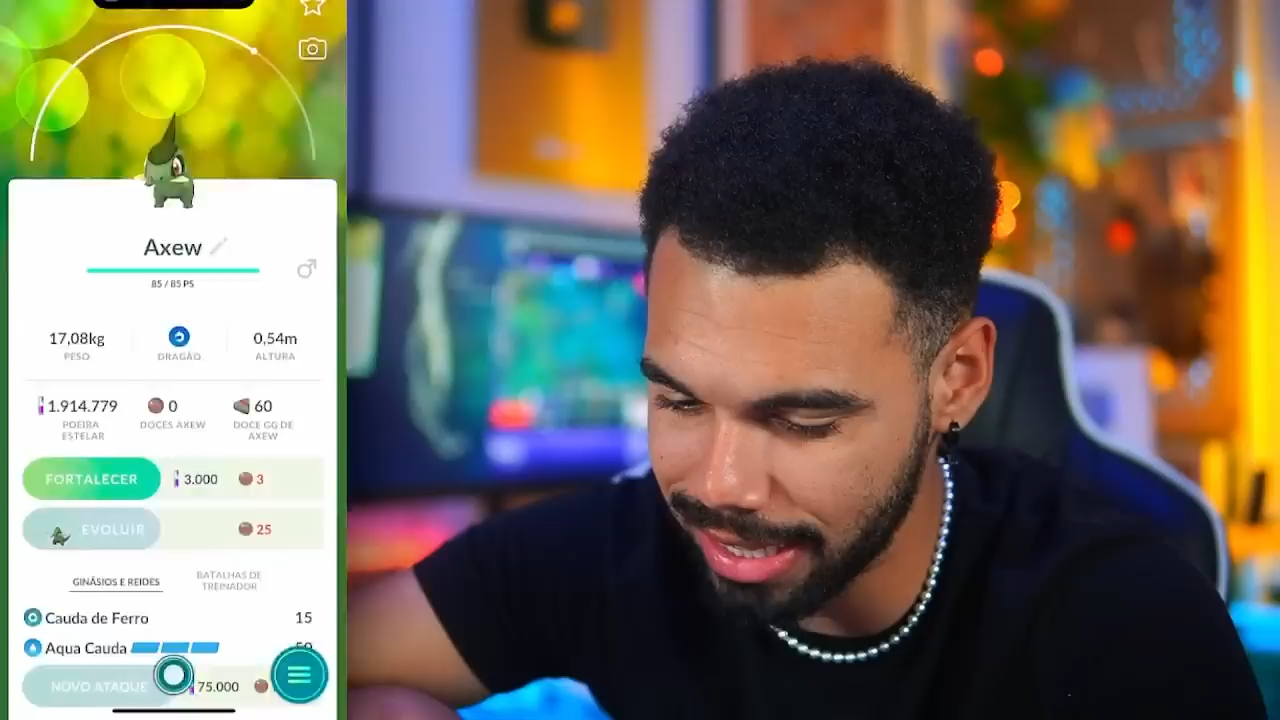 Axew
85 / 85 PS
17,08kg
PESO
DRAGÃO
0,54m
ALTURA
1.914.779
POEIRA
ESTELAR
0
DOCES AXEW
60
DOCE GG DE
AXEW
FORTALECER
3.000
3
EVOLUIR
25
GINÁSIOS E REIDES
BATALHAS DE
TREINADOR
Cauda de Ferro
15
Aqua Cauda
50
NOVO ATAQUE
75.000